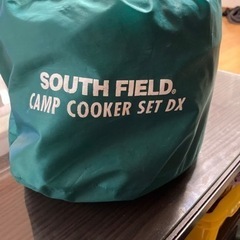 SOUTH FIELD®
CAMP COOKER SET DX